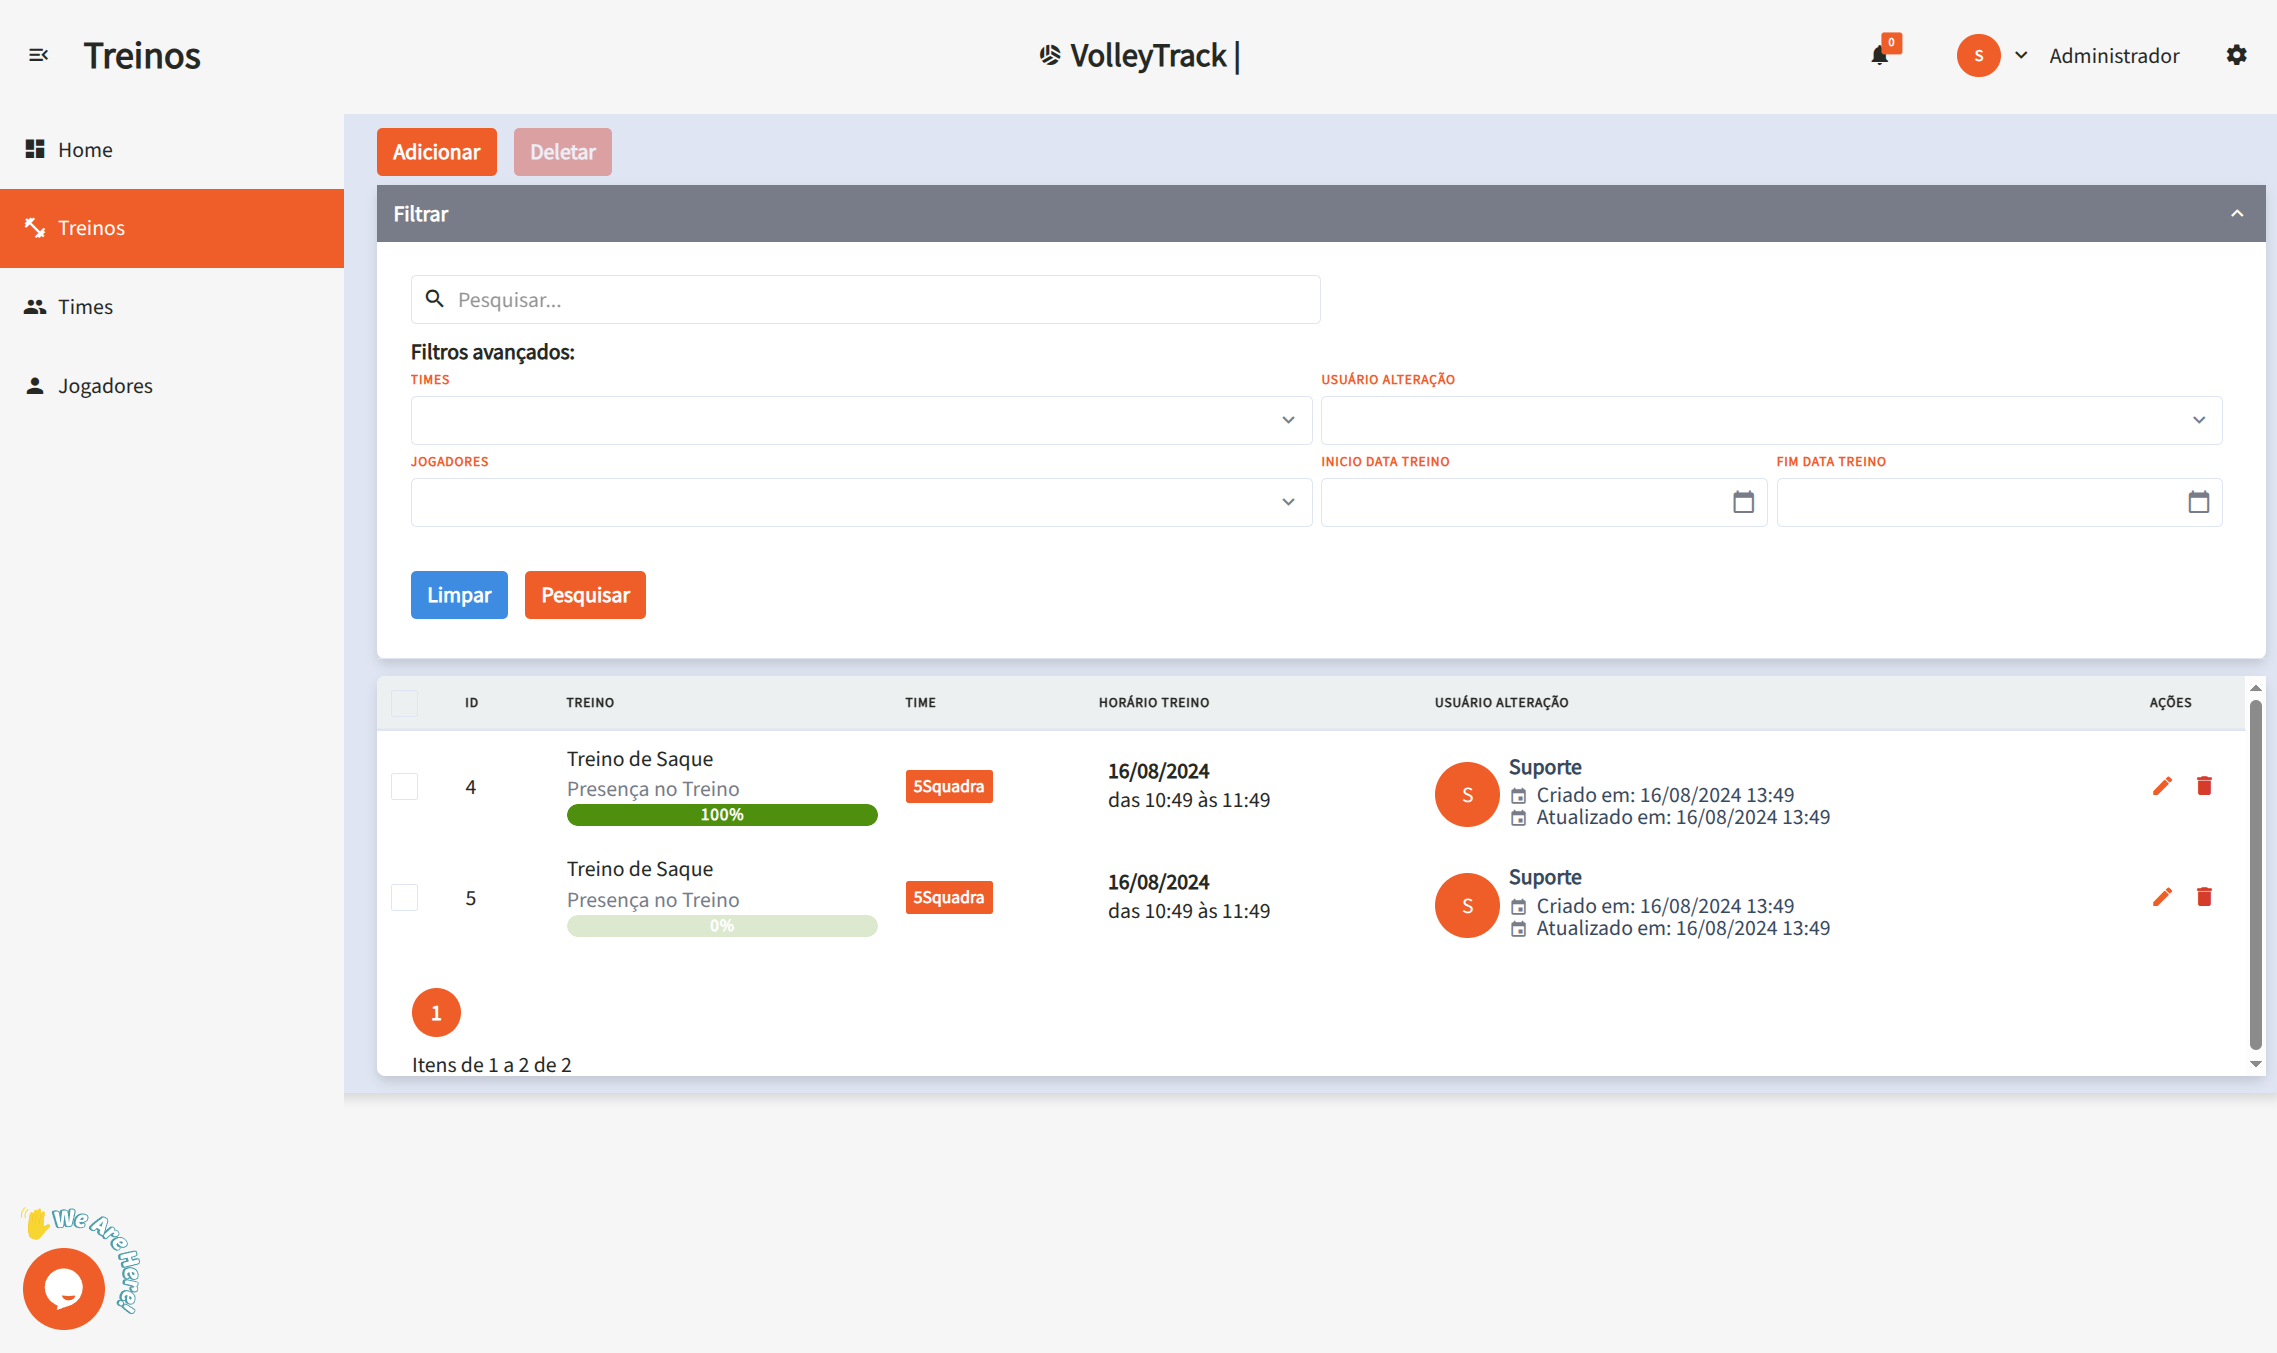 Treinos
VolleyTrack |
0
S
Administrador
Home
Treinos
Times
Jogadores
Adicionar
Deletar
Filtrar
Pesquisar...
Filtros avançados:
TIMES
USUÁRIO ALTERAÇÃO
JOGADORES
INICIO DATA TREINO
FIM DATA TREINO
Limpar
Pesquisar
ID
TREINO
TIME
HORÁRIO TREINO
USUÁRIO ALTERAÇÃO
AÇÕES
4
Treino de Saque
Presença no Treino
100%
5Squadra
16/08/2024
das 10:49 às 11:49
S
Suporte
Criado em: 16/08/2024 13:49
Atualizado em: 16/08/2024 13:49
5
Treino de Saque
Presença no Treino
0%
5Squadra
16/08/2024
das 10:49 às 11:49
S
Suporte
Criado em: 16/08/2024 13:49
Atualizado em: 16/08/2024 13:49
1
Itens de 1 a 2 de 2
We Are Here!